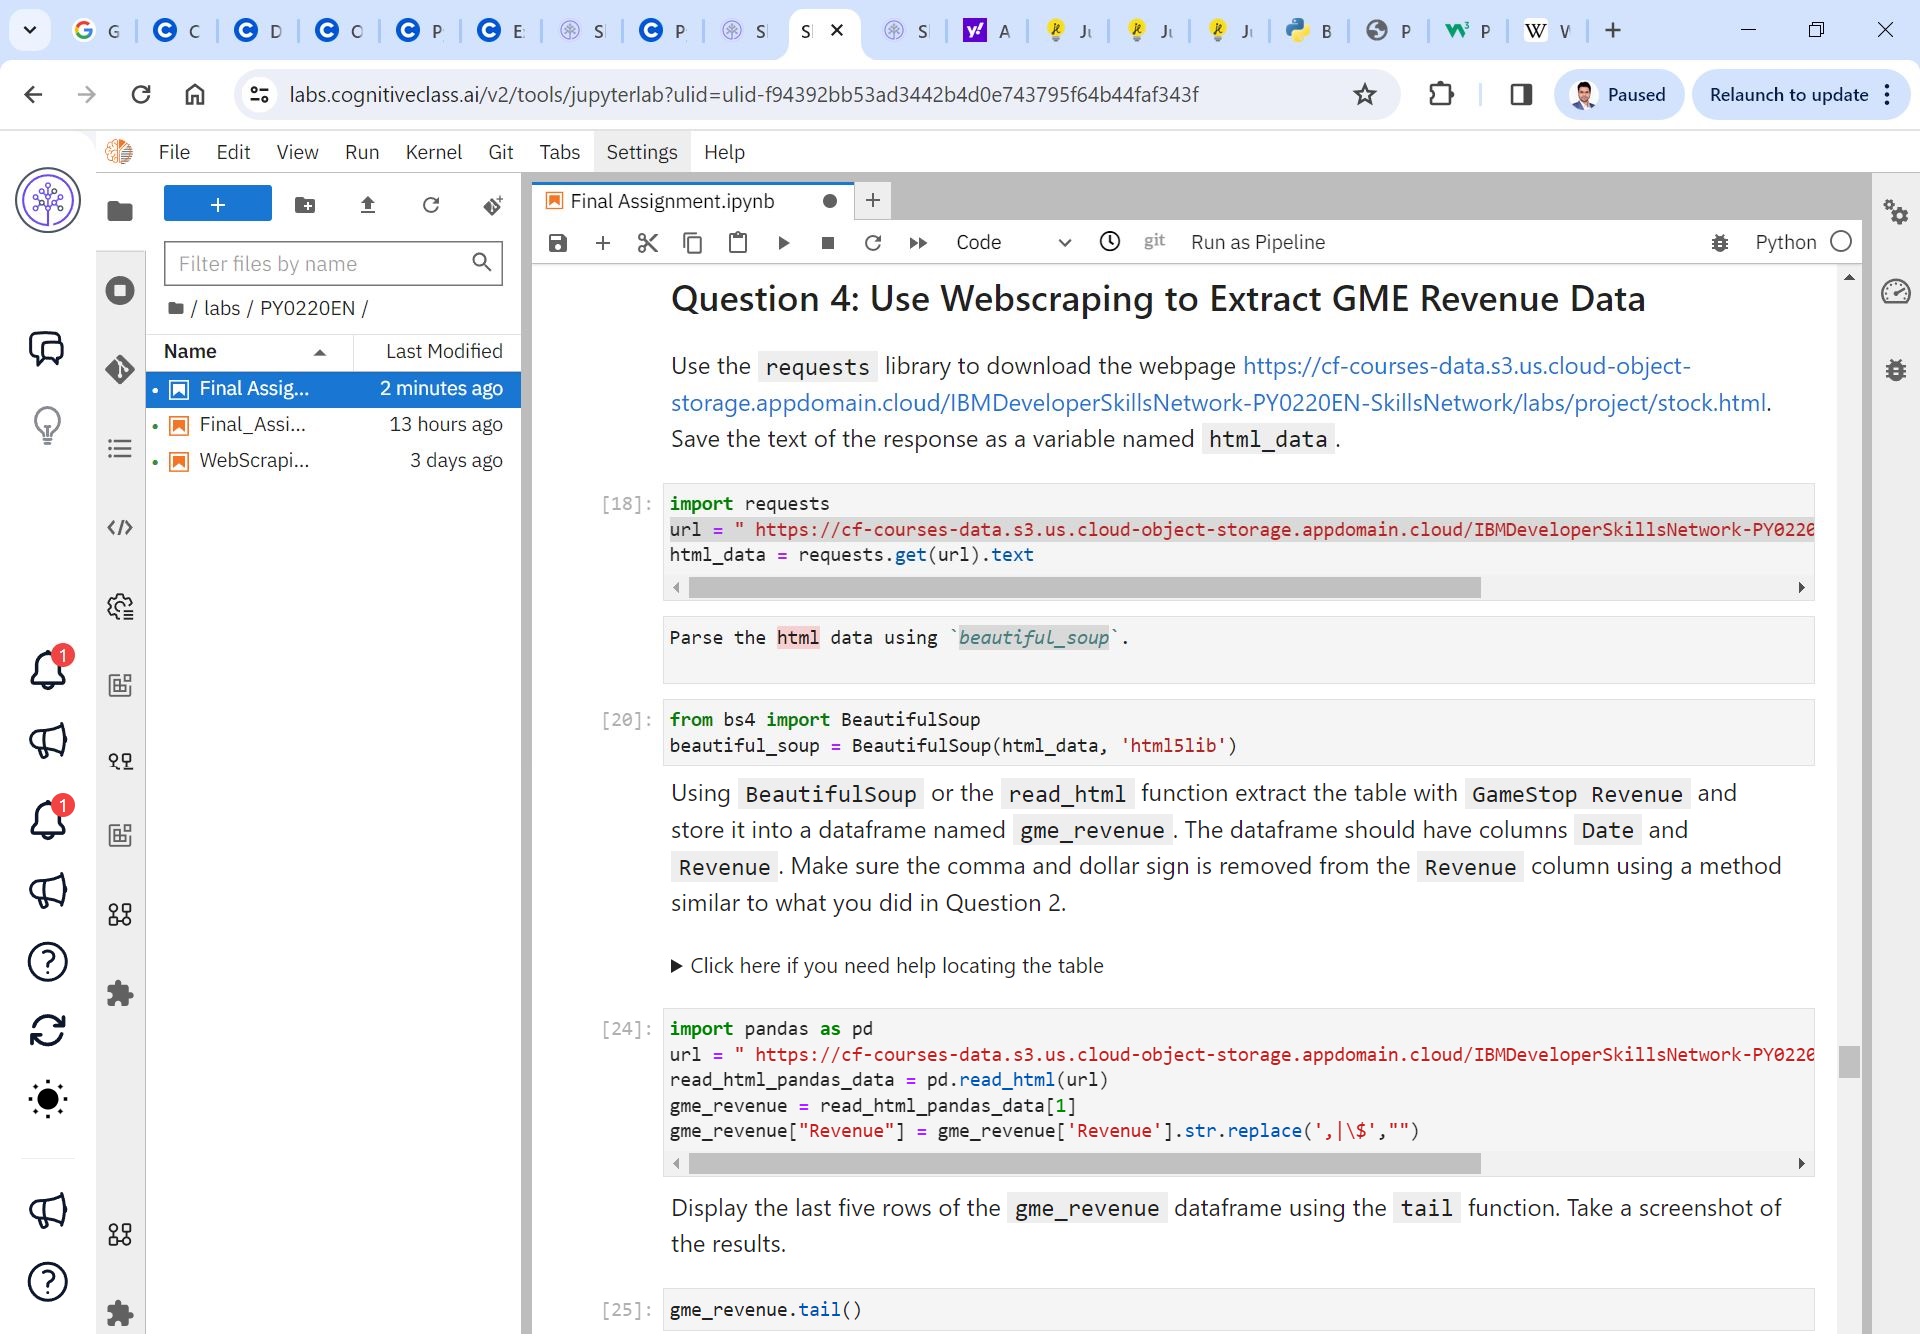 G C D C P E S P S S S A Ju Ju Ju B P P W
labs.cognitiveclass.ai/v2/tools/jupyterlab?ulid=ulid-f94392bb53ad3442b4d0e743795f64b44faf343f
Paused
Relaunch to update
File Edit View Run Kernel Git Tabs Settings Help
Final Assignment.ipynb
Code
git
Run as Pipeline
Python
Filter files by name
/ labs / PY0220EN /
Name Last Modified
Final Assig... 2 minutes ago
Final_Assi... 13 hours ago
WebScrapi... 3 days ago
1
1
Question 4: Use Webscraping to Extract GME Revenue Data
Use the requests library to download the webpage https://cf-courses-data.s3.us.cloud-object-
storage.appdomain.cloud/IBMDeveloperSkillsNetwork-PY0220EN-SkillsNetwork/labs/project/stock.html.
Save the text of the response as a variable named html_data.
[18]: import requests
url = " https://cf-courses-data.s3.us.cloud-object-storage.appdomain.cloud/IBMDeveloperSkillsNetwork-PY0220
html_data = requests.get(url).text
Parse the html data using `beautiful_soup`.
[20]: from bs4 import BeautifulSoup
beautiful_soup = BeautifulSoup(html_data, 'html5lib')
Using BeautifulSoup or the read_html function extract the table with GameStop Revenue and
store it into a dataframe named gme_revenue. The dataframe should have columns Date and
Revenue. Make sure the comma and dollar sign is removed from the Revenue column using a method
similar to what you did in Question 2.
Click here if you need help locating the table
[24]: import pandas as pd
url = " https://cf-courses-data.s3.us.cloud-object-storage.appdomain.cloud/IBMDeveloperSkillsNetwork-PY0220
read_html_pandas_data = pd.read_html(url)
gme_revenue = read_html_pandas_data[1]
gme_revenue["Revenue"] = gme_revenue['Revenue'].str.replace(',|\$',"")
Display the last five rows of the gme_revenue dataframe using the tail function. Take a screenshot of
the results.
[25]: gme_revenue.tail()